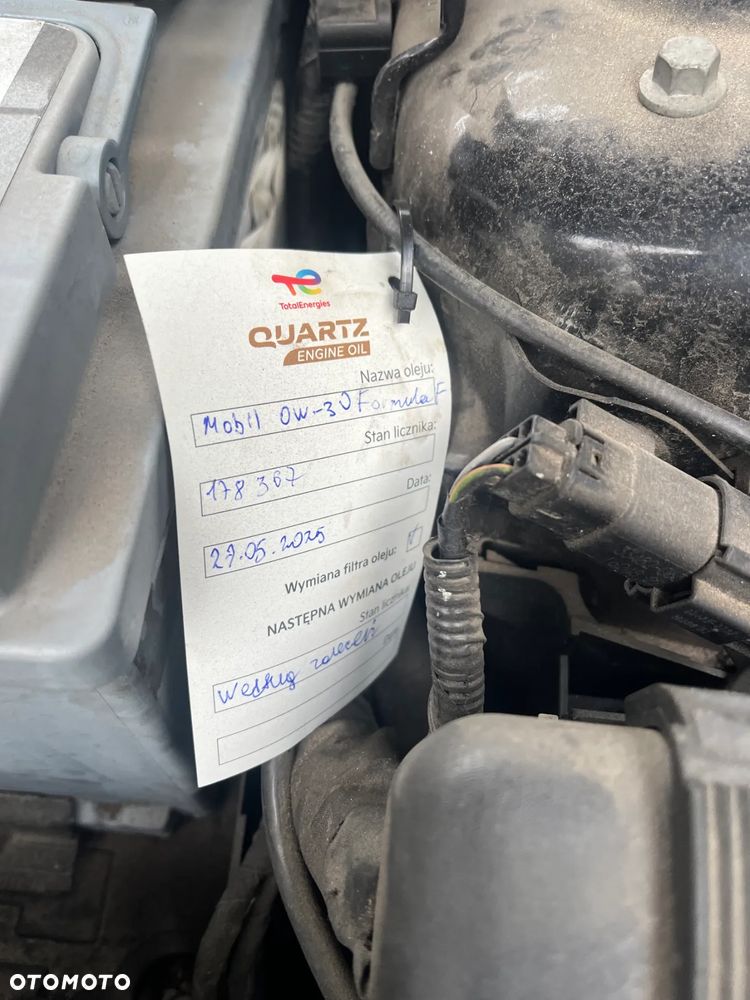 TotalEnergies
QUARTZ
ENGINE OIL
Nazwa oleju:
Mobil 0W-30 Formula F
Stan licznika:
178 367
Data:
27.05.2025
Wymiana filtra oleju:
NASTĘPNA WYMIANA OLEJU
Stan licznika:
Według zaleceń
Data:
OTOMOTO